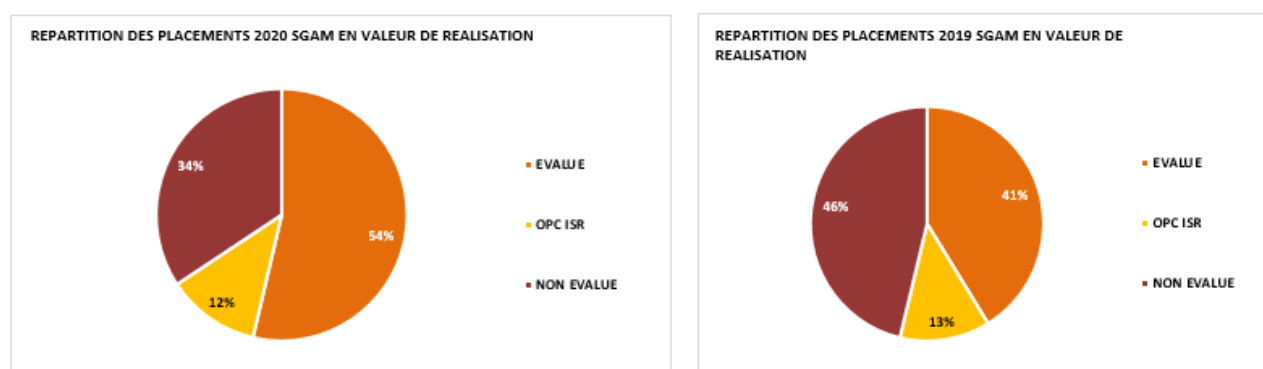 REPARTITION DES PLACEMENTS 2020 SGAM EN VALEUR DE REALISATION
34%
54%
12%
EVALUE
OPC ISR
NON EVALUE
REPARTITION DES PLACEMENTS 2019 SGAM EN VALEUR DE
REALISATION
46%
41%
13%
EVALUE
OPC ISR
NON EVALUE